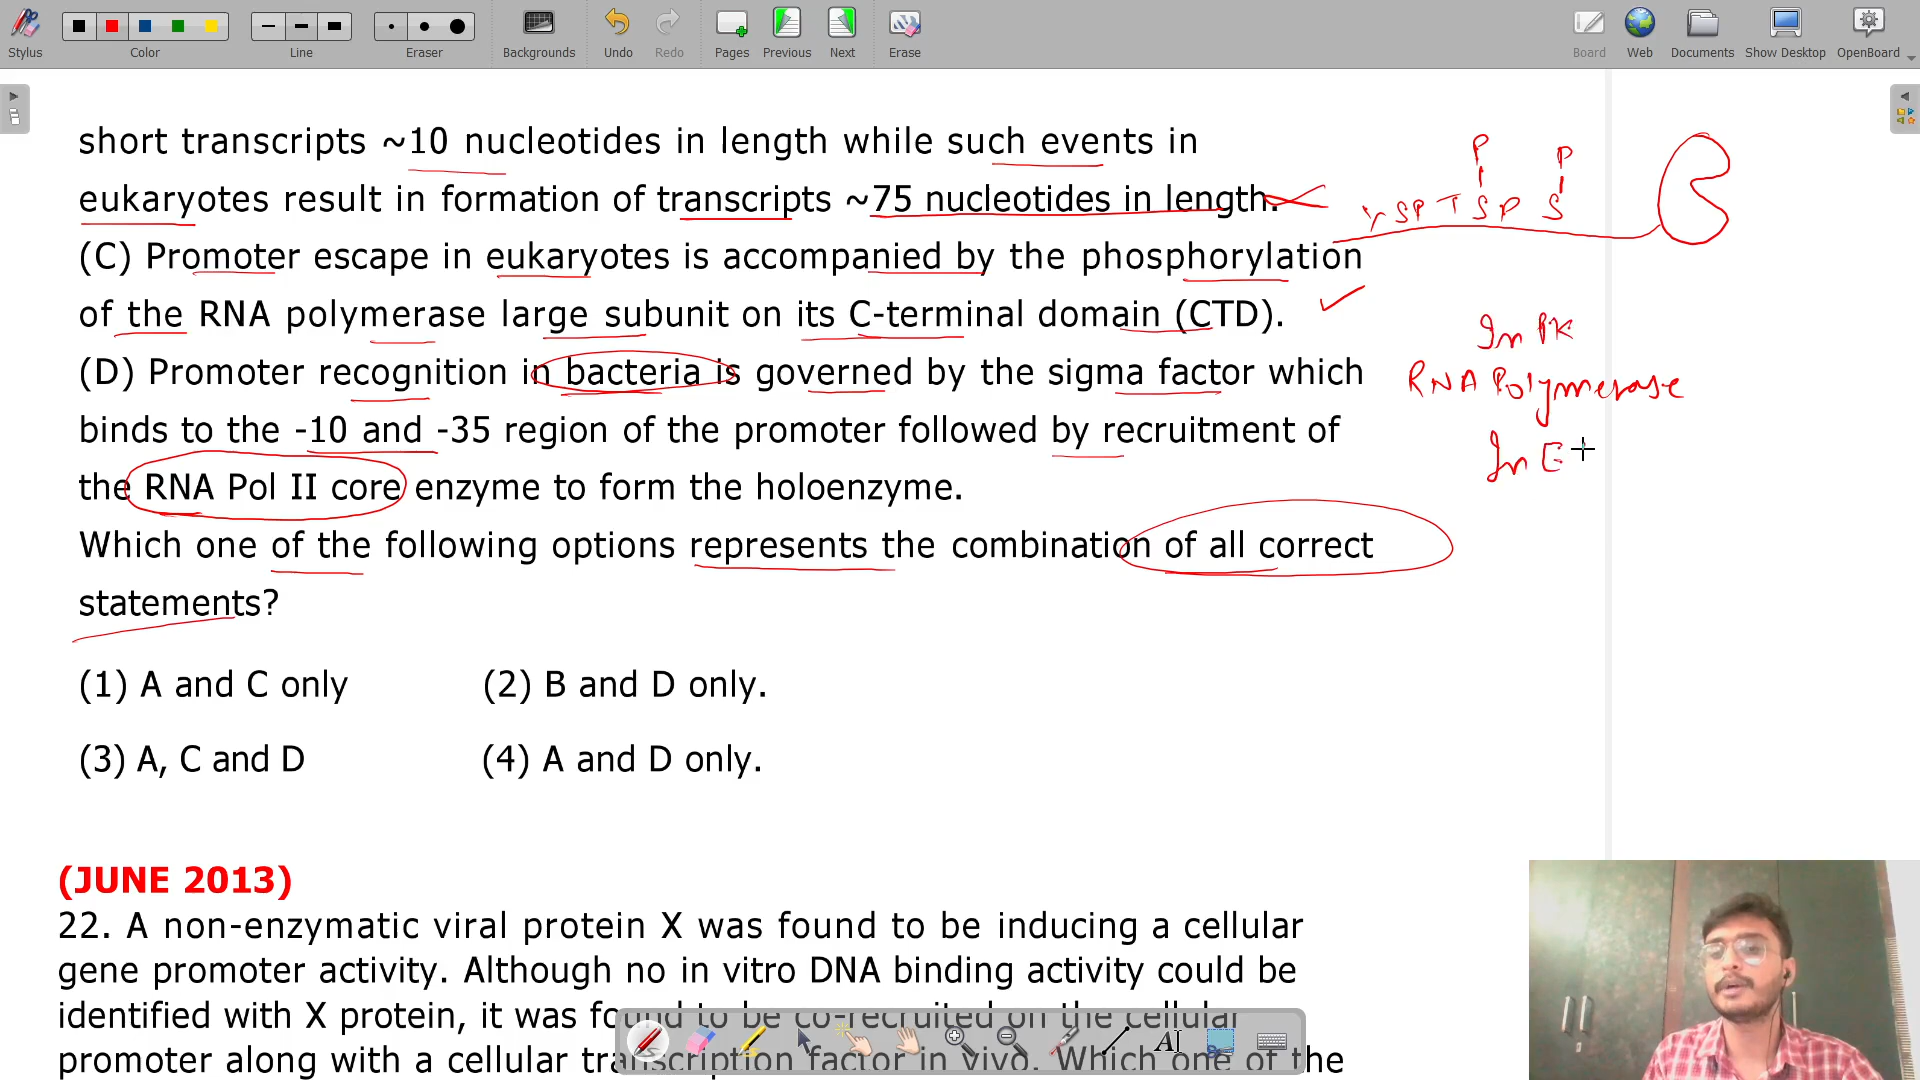 Stylus Color Line Eraser Backgrounds Undo Redo Pages Previous Next Erase Board Web Documents Show Desktop OpenBoard
short transcripts ~10 nucleotides in length while such events in
eukaryotes result in formation of transcripts ~75 nucleotides in length.
(C) Promoter escape in eukaryotes is accompanied by the phosphorylation
of the RNA polymerase large subunit on its C-terminal domain (CTD).
(D) Promoter recognition in bacteria is governed by the sigma factor which
binds to the -10 and -35 region of the promoter followed by recruitment of
the RNA Pol II core enzyme to form the holoenzyme.
Which one of the following options represents the combination of all correct
statements?
(1) A and C only (2) B and D only.
(3) A, C and D (4) A and D only.
P P
Y S P T S P S
In PK
RNA Polymerase
In E
(JUNE 2013)
22. A non-enzymatic viral protein X was found to be inducing a cellular
gene promoter activity. Although no in vitro DNA binding activity could be
identified with X protein, it was found to be co-recruited on the cellular
promoter along with a cellular transcription factor in vivo. Which one of the